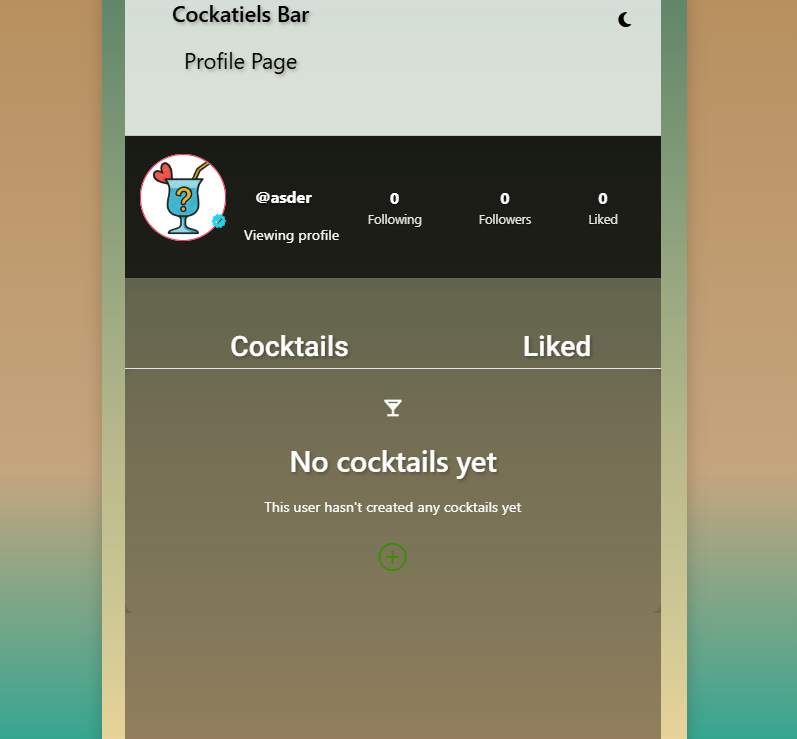 Cockatiels Bar
Profile Page
?
@asder
Viewing profile
0
Following
0
Followers
0
Liked
Cocktails
Liked
No cocktails yet
This user hasn't created any cocktails yet